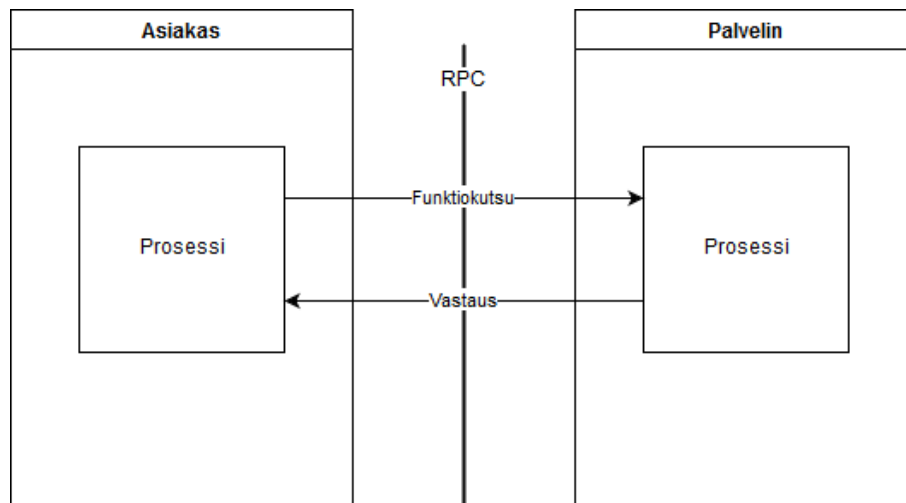 Asiakas
Palvelin
RPC
Funktiokutsu
Prosessi
Prosessi
Vastaus